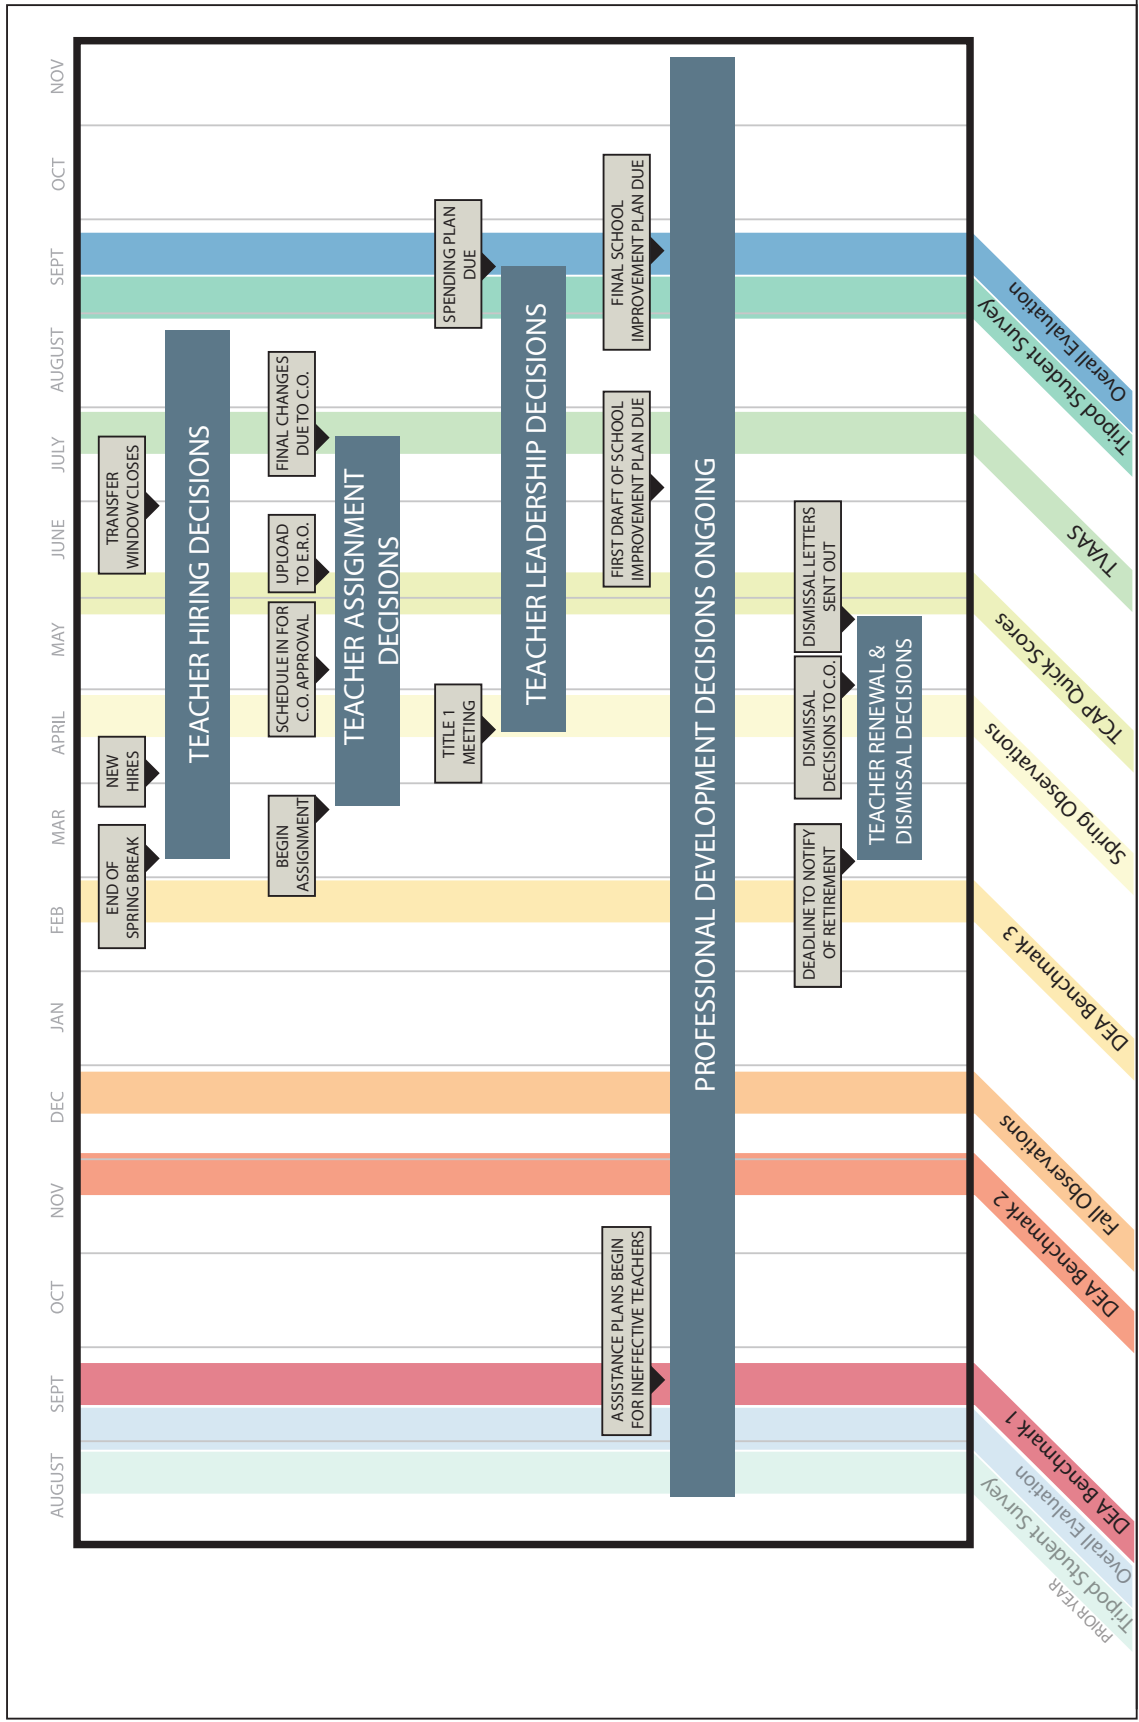 AUGUST
SEPT
OCT
NOV
DEC
JAN
FEB
MAR
APRIL
MAY
JUNE
JULY
AUGUST
SEPT
OCT
NOV
END OF
SPRING BREAK
NEW
HIRES
TRANSFER
WINDOW CLOSES
TEACHER HIRING DECISIONS
BEGIN
ASSIGNMENT
SCHEDULE IN FOR
C.O. APPROVAL
UPLOAD
TO E.R.O.
FINAL CHANGES
DUE TO C.O.
TEACHER ASSIGNMENT
DECISIONS
TITLE 1
MEETING
SPENDING PLAN
DUE
TEACHER LEADERSHIP DECISIONS
ASSISTANCE PLANS BEGIN
FOR INEFFECTIVE TEACHERS
FIRST DRAFT OF SCHOOL
IMPROVEMENT PLAN DUE
FINAL SCHOOL
IMPROVEMENT PLAN DUE
PROFESSIONAL DEVELOPMENT DECISIONS ONGOING
DEADLINE TO NOTIFY
OF RETIREMENT
DISMISSAL
DECISIONS TO C.O.
DISMISSAL LETTERS
SENT OUT
TEACHER RENEWAL &
DISMISSAL DECISIONS
PRIOR YEAR
Tripod Student Survey
Overall Evaluation
DEA Benchmark 1
DEA Benchmark 2
Fall Observations
DEA Benchmark 3
Spring Observations
TCAP Quick Scores
TVAAS
Tripod Student Survey
Overall Evaluation